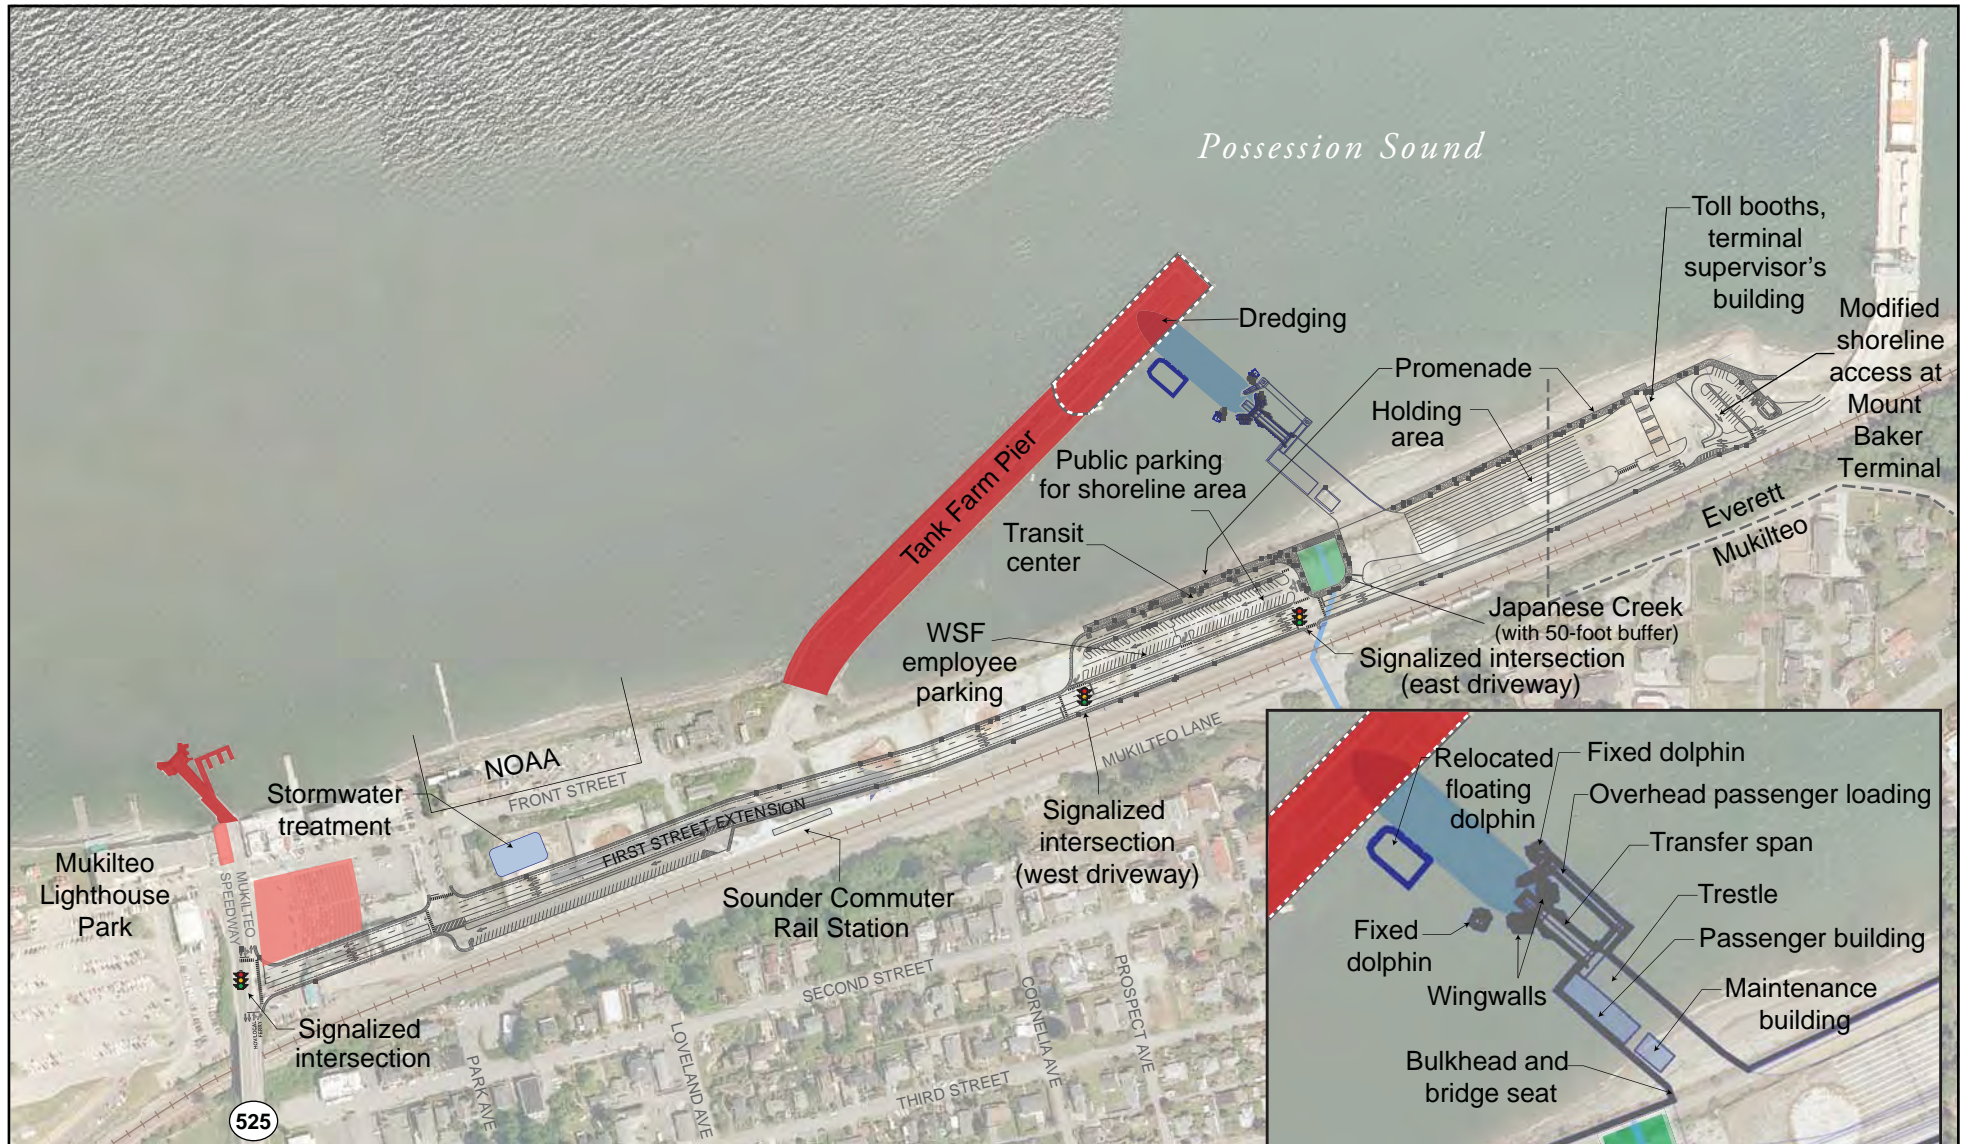 Possession Sound
Toll booths,
terminal
supervisor's
building
Modified
shoreline
access at
Mount
Baker
Terminal
Dredging
Promenade
Holding
area
Public parking
for shoreline area
Tank Farm Pier
Transit
center
Everett
Mukilteo
WSF
employee
parking
Japanese Creek
(with 50-foot buffer)
Signalized intersection
(east driveway)
NOAA
FRONT STREET
MUKILTEO LANE
Stormwater
treatment
FIRST STREET EXTENSION
Signalized
intersection
(west driveway)
Mukilteo
Lighthouse
Park
MUKILTEO
SPEEDWAY
Sounder Commuter
Rail Station
Signalized
intersection
SECOND STREET
THIRD STREET
PARK AVE
LOVELAND AVE
CORNELIA AVE
PROSPECT AVE
525
Relocated
floating
dolphin
Fixed dolphin
Overhead passenger loading
Transfer span
Trestle
Passenger building
Fixed
dolphin
Wingwalls
Maintenance
building
Bulkhead and
bridge seat